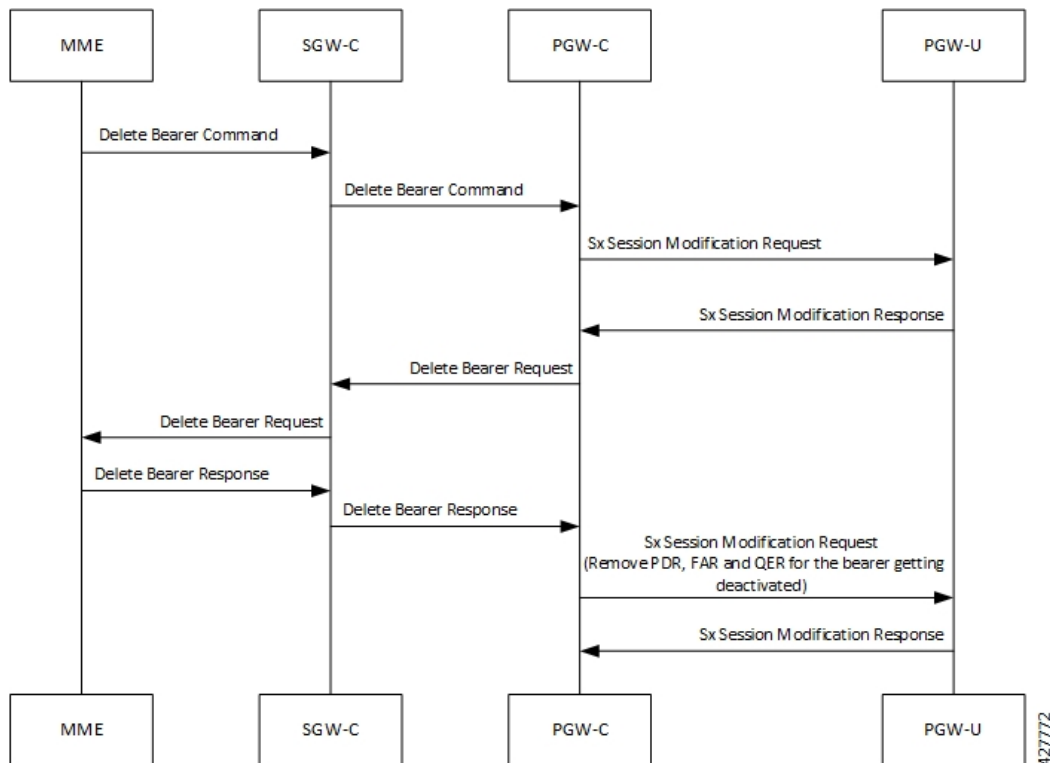 MME
SGW-C
PGW-C
PGW-U
Delete Bearer Command
Delete Bearer Command
Sx Session Modification Request
Sx Session Modification Response
Delete Bearer Request
Delete Bearer Request
Delete Bearer Response
Delete Bearer Response
Sx Session Modification Request
(Remove PDR, FAR and QER for the bearer getting
deactivated)
Sx Session Modification Response
MME
SGW-C
PGW-C
PGW-U
427772